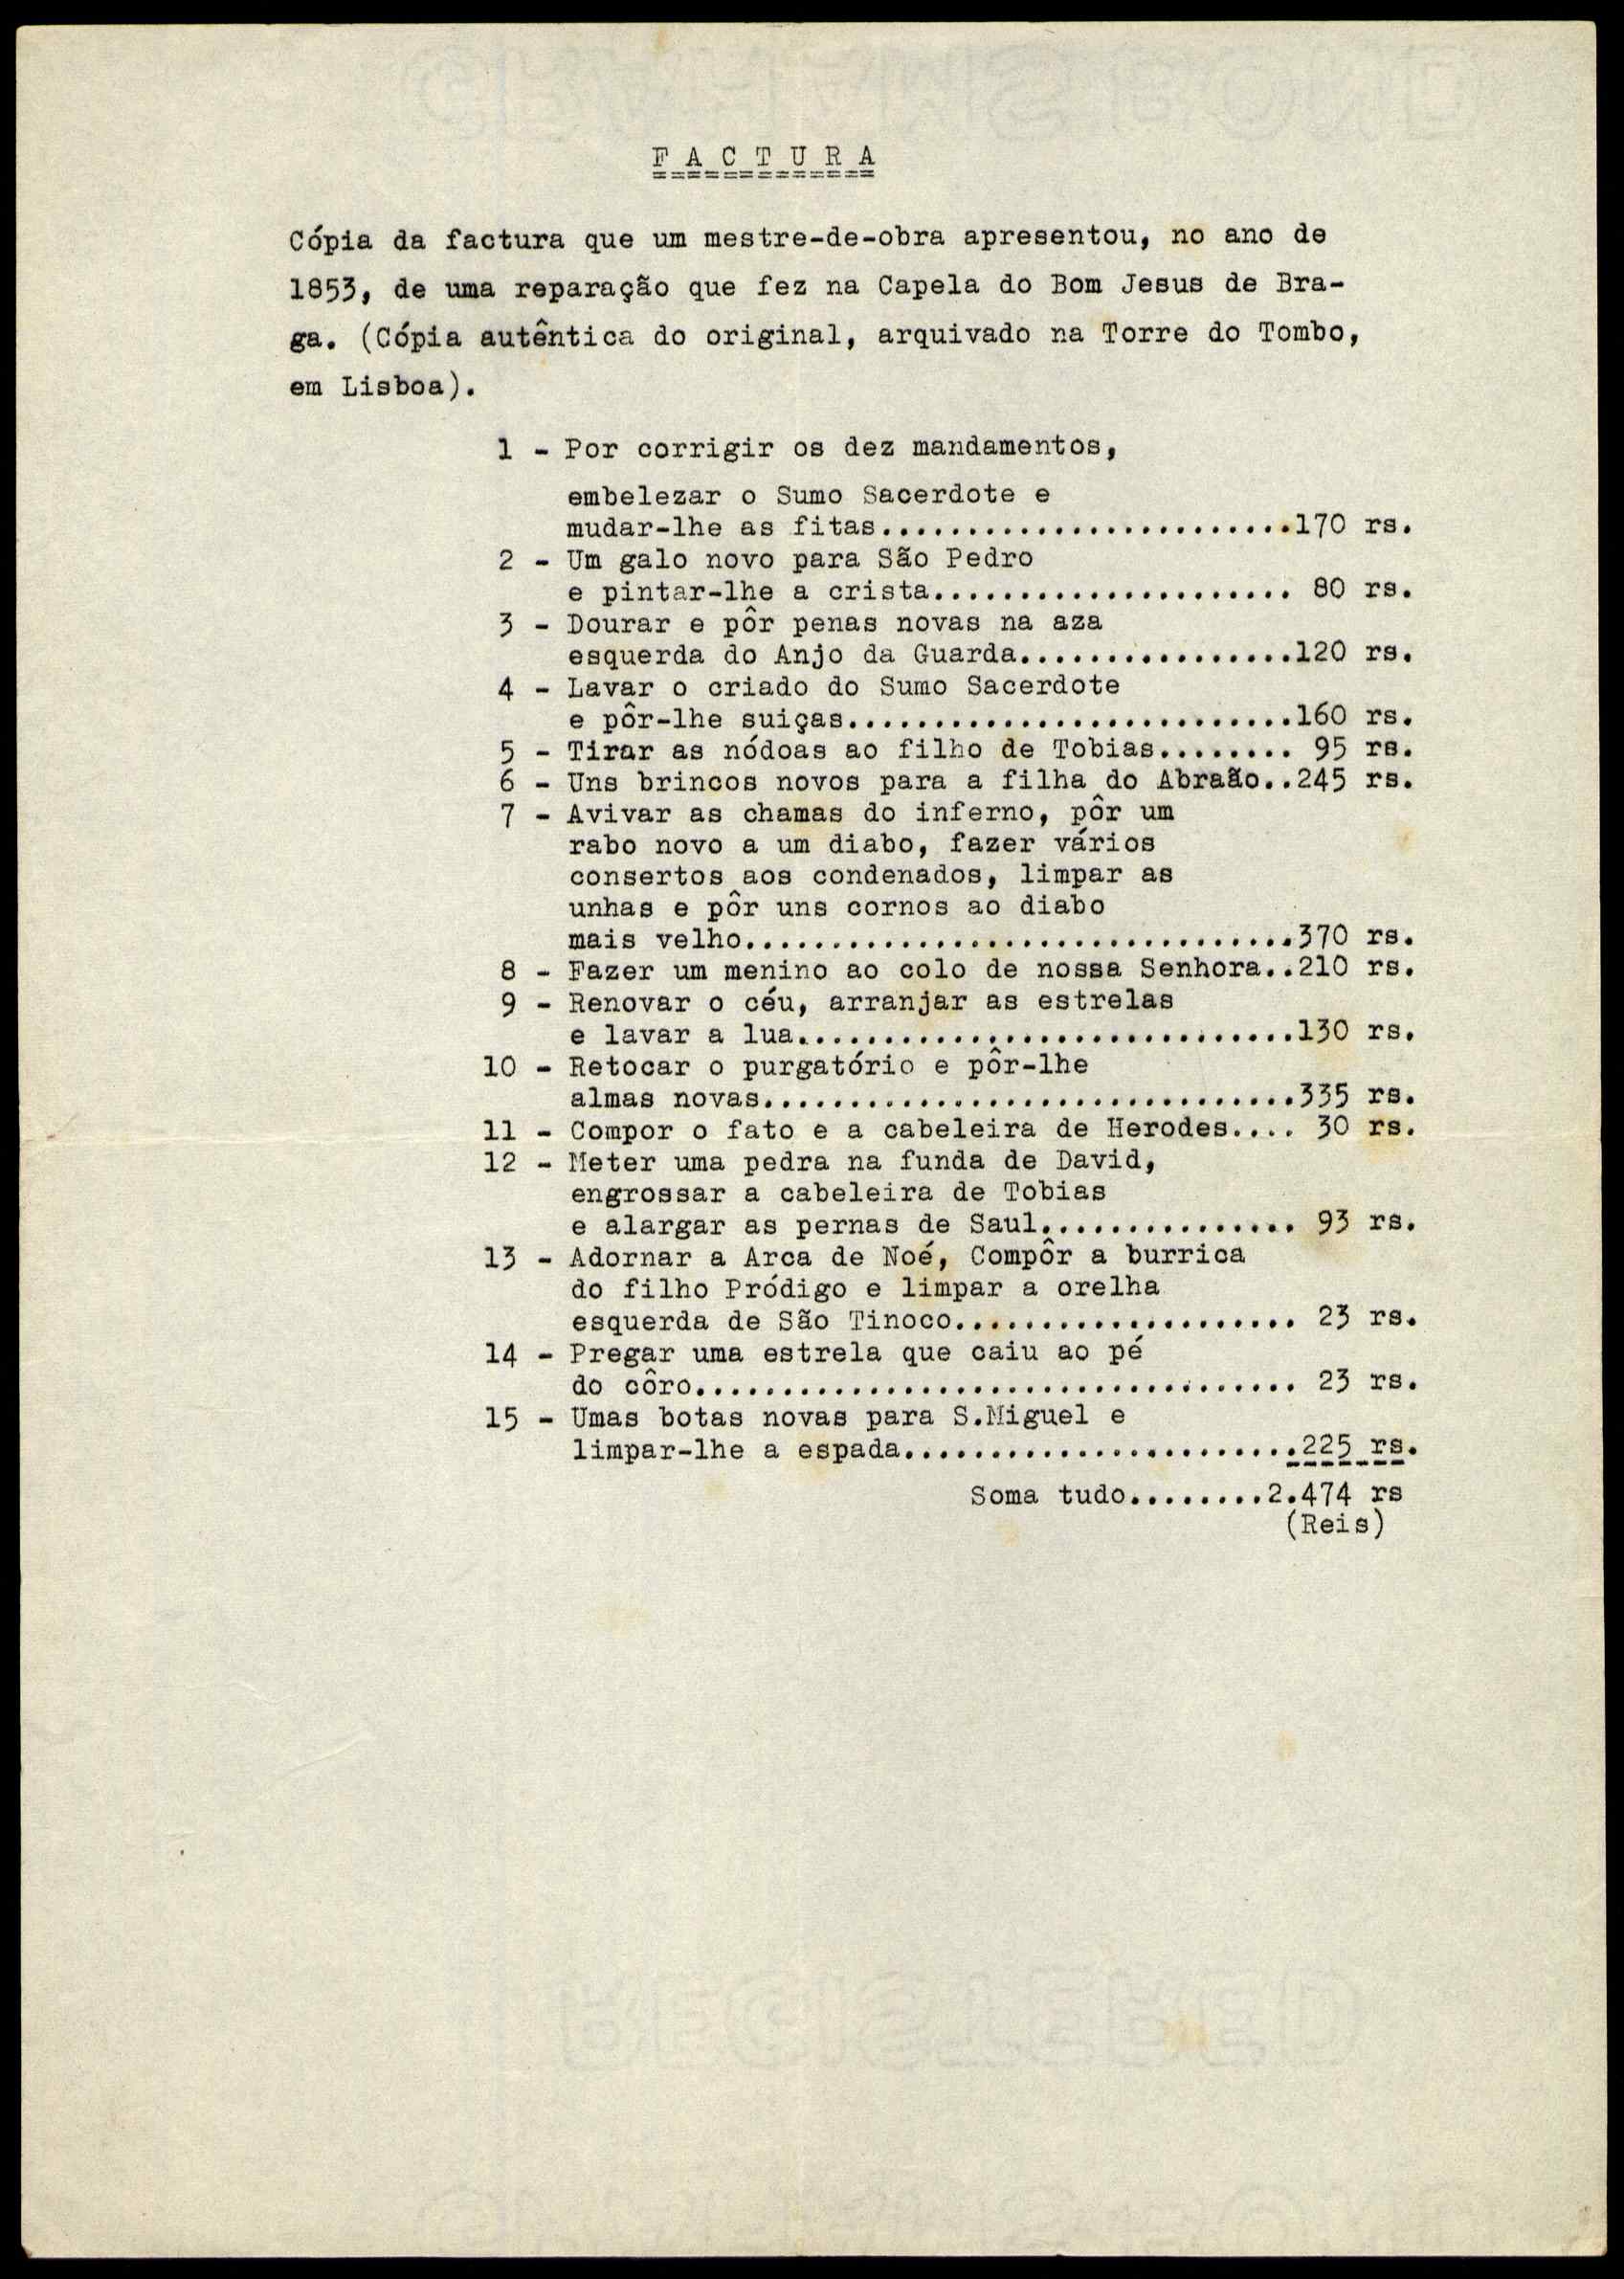 F A C T U R A
Cópia da factura que um mestre-de-obra apresentou, no ano de
1853, de uma reparação que fez na Capela do Bom Jesus de Bra-
ga. (Cópia autêntica do original, arquivado na Torre do Tombo,
em Lisboa).
1 - Por corrigir os dez mandamentos,
embelezar o Sumo Sacerdote e
mudar-lhe as fitas........................170 rs.
2 - Um galo novo para São Pedro
e pintar-lhe a crista..................... 80 rs.
3 - Dourar e pôr penas novas na aza
esquerda do Anjo da Guarda................120 rs.
4 - Lavar o criado do Sumo Sacerdote
e pôr-lhe suiças..........................160 rs.
5 - Tirar as nódoas ao filho de Tobias........ 95 rs.
6 - Uns brincos novos para a filha do Abraão..245 rs.
7 - Avivar as chamas do inferno, pôr um
rabo novo a um diabo, fazer vários
consertos aos condenados, limpar as
unhas e pôr uns cornos ao diabo
mais velho................................370 rs.
8 - Fazer um menino ao colo de nossa Senhora..210 rs.
9 - Renovar o céu, arranjar as estrelas
e lavar a lua.............................130 rs.
10 - Retocar o purgatório e pôr-lhe
almas novas...............................335 rs.
11 - Compor o fato e a cabeleira de Herodes.... 30 rs.
12 - Meter uma pedra na funda de David,
engrossar a cabeleira de Tobias
e alargar as pernas de Saul............... 93 rs.
13 - Adornar a Arca de Noé, Compôr a burrica
do filho Pródigo e limpar a orelha
esquerda de São Tinoco.................... 23 rs.
14 - Pregar uma estrela que caiu ao pé
do côro................................... 23 rs.
15 - Umas botas novas para S.Miguel e
limpar-lhe a espada.......................225 rs.
Soma tudo........2.474 rs
(Reis)